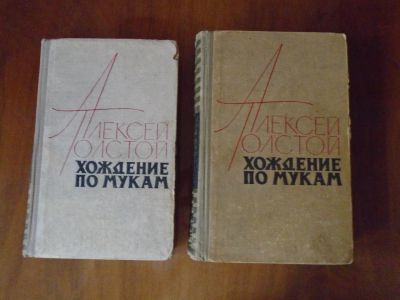 АЛЕКСЕЙ
ТОЛСТОЙ
ХОЖДЕНИЕ
ПО МУКАМ
АЛЕКСЕЙ
ТОЛСТОЙ
ХОЖДЕНИЕ
ПО МУКАМ